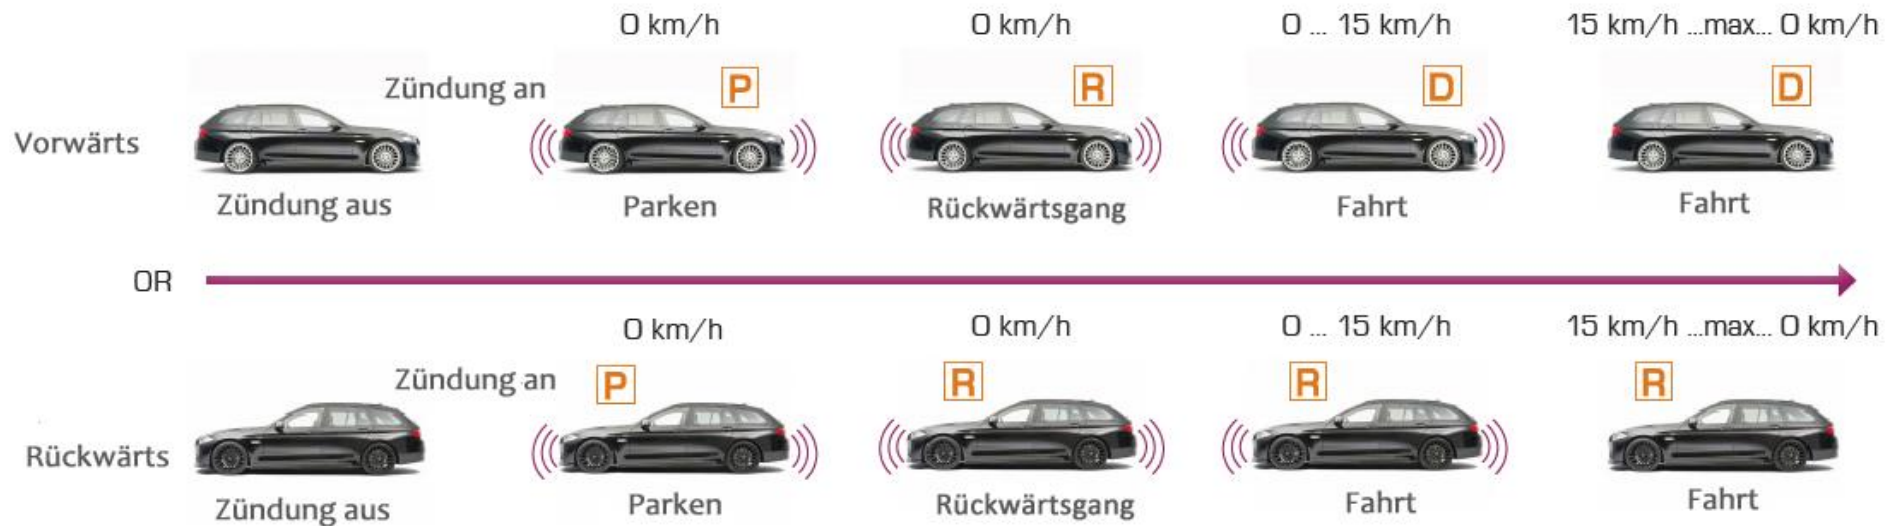 0 km/h
0 km/h
0 ... 15 km/h
15 km/h ...max... 0 km/h
Zündung an
P
R
D
D
Vorwärts
Zündung aus
Parken
Rückwärtsgang
Fahrt
Fahrt
OR
0 km/h
0 km/h
0 ... 15 km/h
15 km/h ...max... 0 km/h
Zündung an
P
R
R
R
Rückwärts
Zündung aus
Parken
Rückwärtsgang
Fahrt
Fahrt